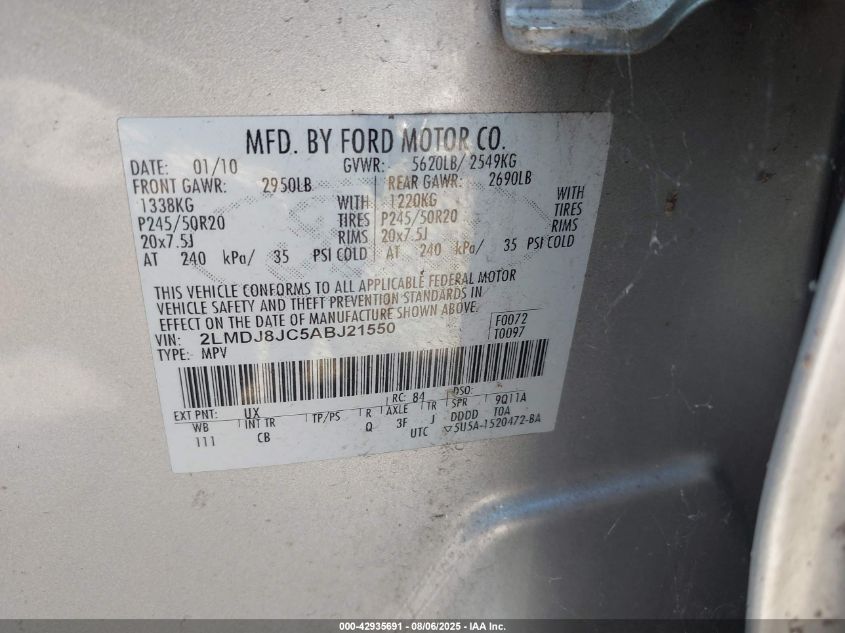 MFD. BY FORD MOTOR CO.
DATE: 01/10 GVWR: 5620LB/ 2549KG
FRONT GAWR: 2950LB REAR GAWR: 2690LB
1338KG WITH 1220KG WITH
P245/50R20 TIRES P245/50R20 TIRES
20x7.5J RIMS 20x7.5J RIMS
AT 240 kPa/ 35 PSI COLD AT 240 kPa/ 35 PSI COLD
THIS VEHICLE CONFORMS TO ALL APPLICABLE FEDERAL MOTOR
VEHICLE SAFETY AND THEFT PREVENTION STANDARDS IN
EFFECT ON THE DATE OF MANUFACTURE SHOWN ABOVE.
VIN: 2LMDJ8JC5ABJ21550 F0072
TYPE: MPV T0097
EXT PNT: UX RC: 84 DSO:
WB INT TR TP/PS R AXLE TR SPR 9Q11A
111 CB Q 3F J DDDD T0A
UTC ▽5U5A-1520472-BA
000-42935691 - 08/06/2025 - IAA Inc.